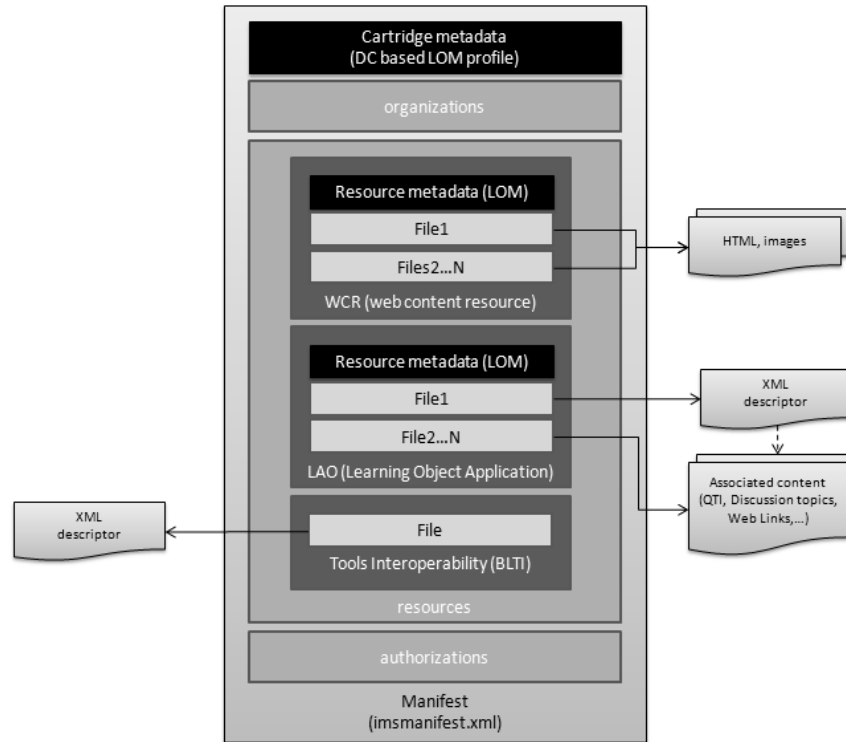 Cartridge metadata
(DC based LOM profile)
organizations
Resource metadata (LOM)
File1
Files2...N
WCR (web content resource)
HTML, images
Resource metadata (LOM)
File1
File2...N
LAO (Learning Object Application)
XML
descriptor
Associated content
(QTI, Discussion topics,
Web Links,...)
XML
descriptor
File
Tools Interoperability (BLTI)
resources
authorizations
Manifest
(imsmanifest.xml)